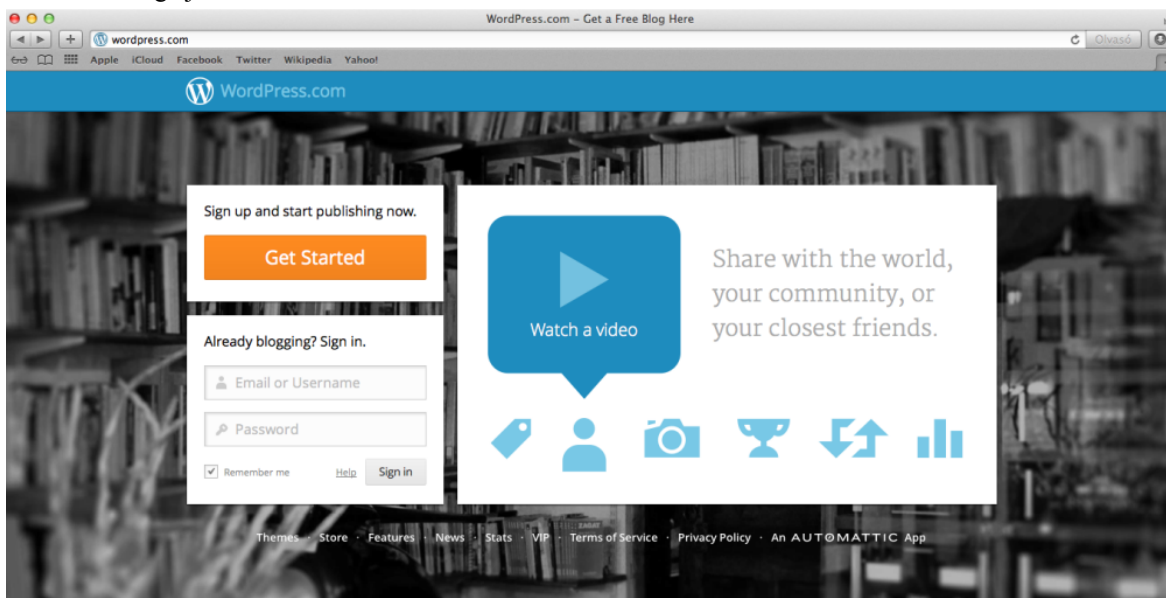 WordPress.com – Get a Free Blog Here
wordpress.com
Olvasó
Apple iCloud Facebook Twitter Wikipedia Yahoo!
WordPress.com
Sign up and start publishing now.
Get Started
Already blogging? Sign in.
Email or Username
Password
Remember me Help Sign in
Watch a video
Share with the world,
your community, or
your closest friends.
Themes · Store · Features · News · Stats · VIP · Terms of Service · Privacy Policy · An AUTOMATTIC App